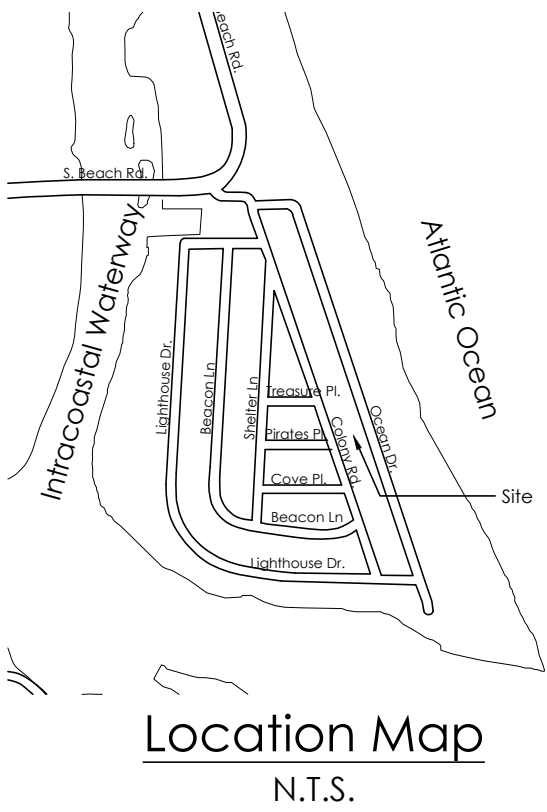 Beach Rd.
S. Beach Rd.
Intracoastal Waterway
Atlantic Ocean
Lighthouse Dr.
Beacon Ln
Shelter Ln
Treasure Pl.
Pirates Pl.
Colony Rd.
Ocean Dr.
Cove Pl.
Site
Beacon Ln
Lighthouse Dr.
Location Map
N.T.S.